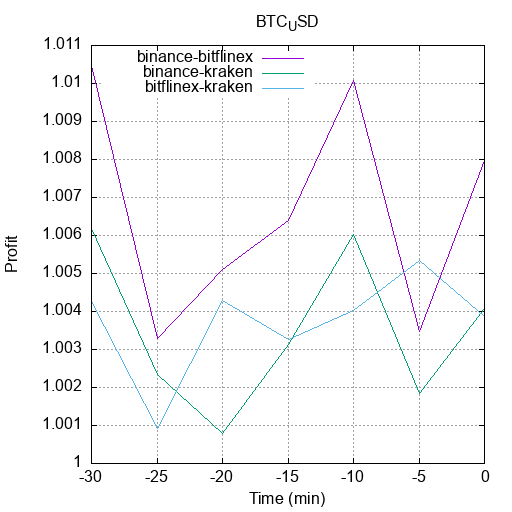 BTC_USD
1.011
binance-bitflinex
1.01
binance-kraken
bitflinex-kraken
1.009
1.008
1.007
1.006
Profit
1.005
1.004
1.003
1.002
1.001
1
-30 -25 -20 -15 -10 -5 0
Time (min)